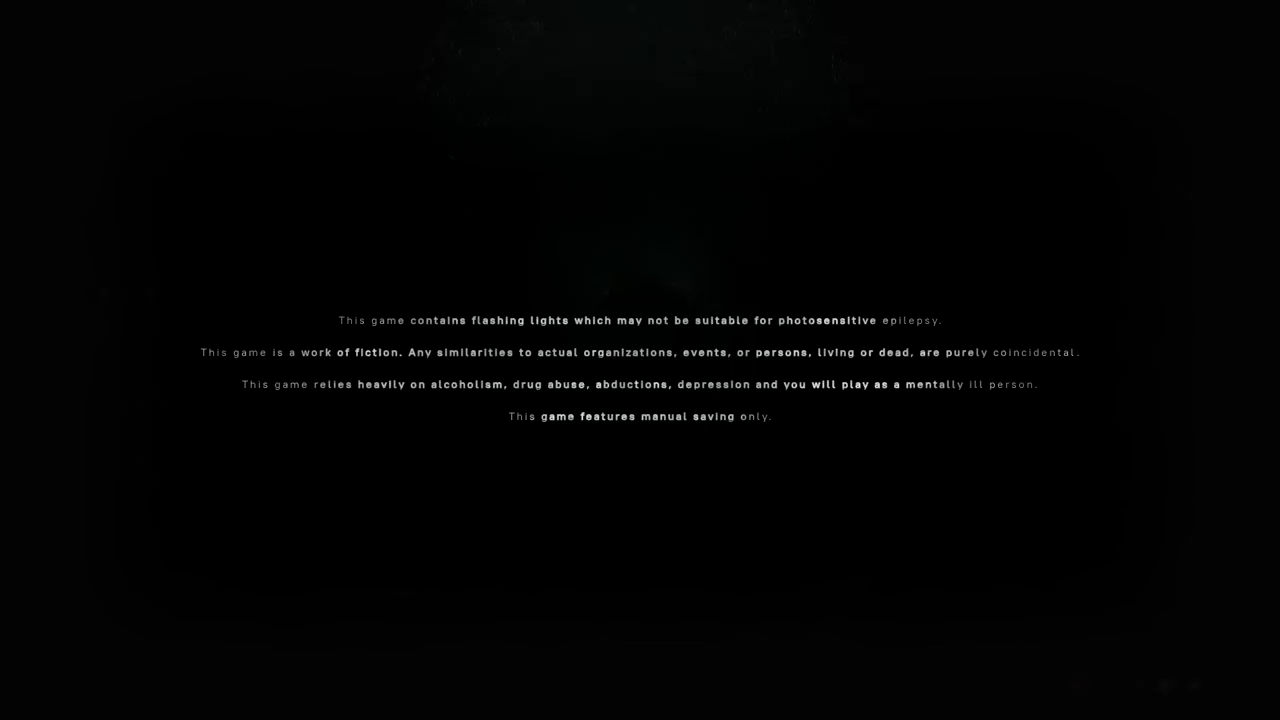 This game contains flashing lights which may not be suitable for photosensitive epilepsy.
This game is a work of fiction. Any similarities to actual organizations, events, or persons, living or dead, are purely coincidental.
This game relies heavily on alcoholism, drug abuse, abductions, depression and you will play as a mentally ill person.
This game features manual saving only.